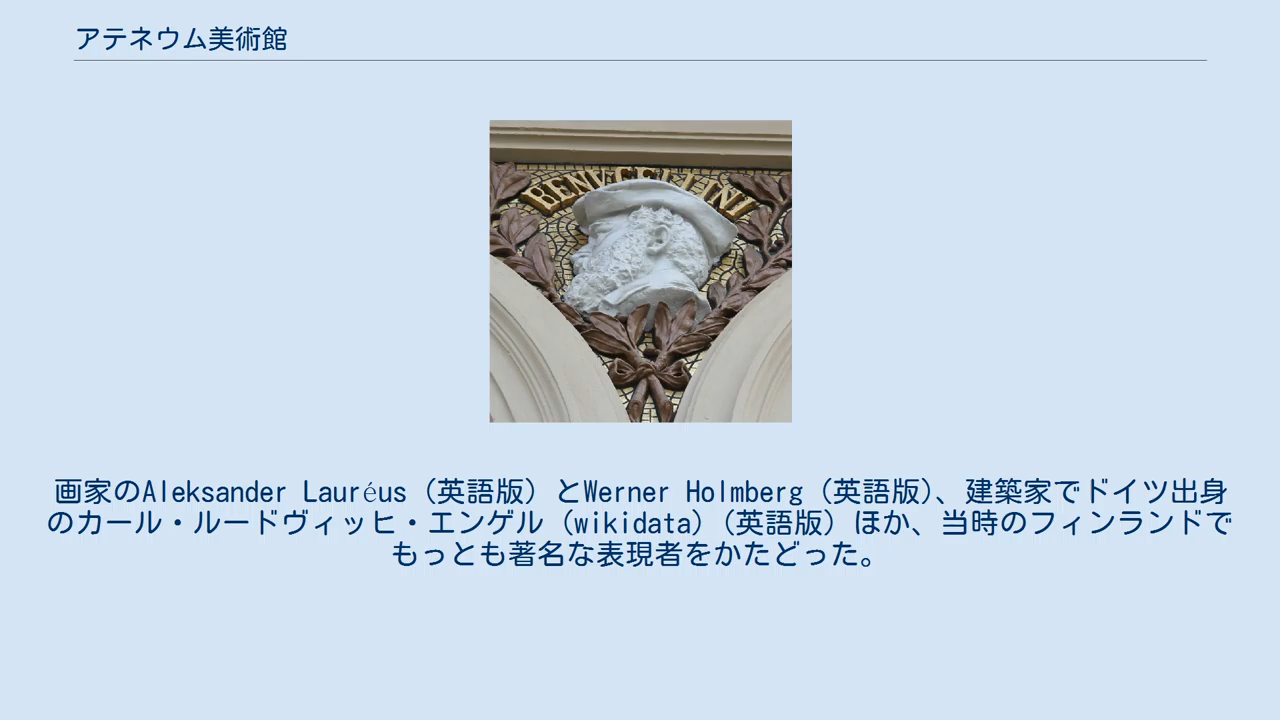 アテネウム美術館
BENV. CELLINI
画家のAleksander Lauréus（英語版）とWerner Holmberg（英語版）、建築家でドイツ出身
のカール・ルードヴィッヒ・エンゲル（wikidata）（英語版）ほか、当時のフィンランドで
もっとも著名な表現者をかたどった。